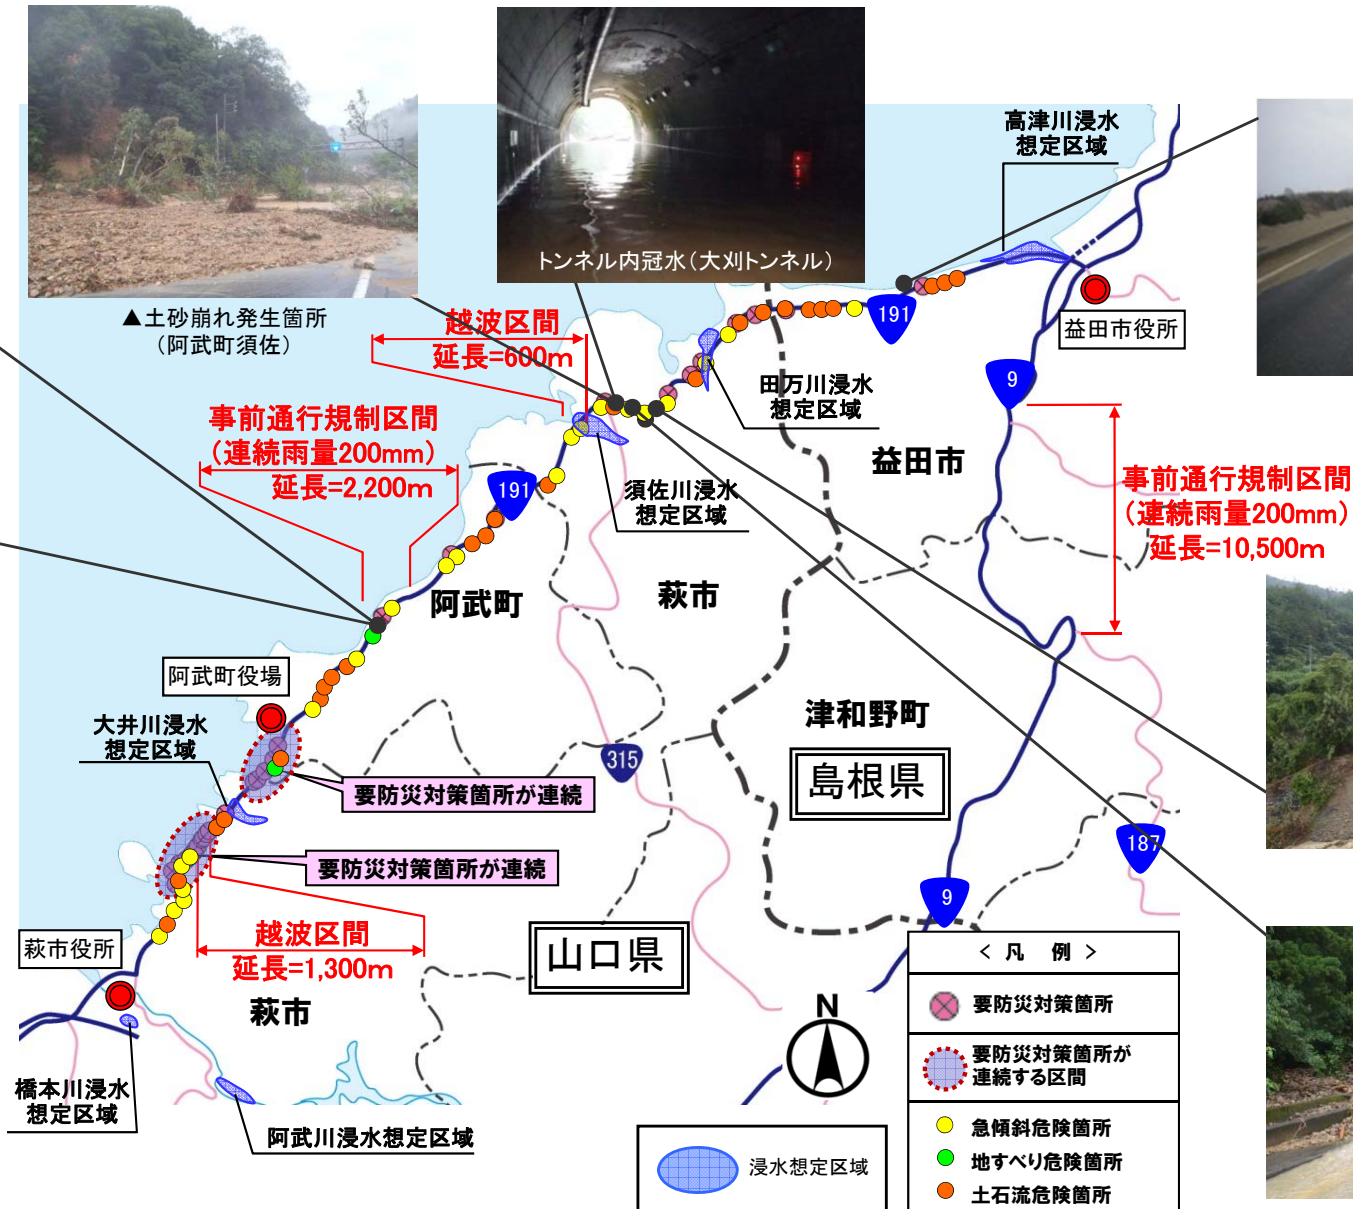 トンネル内冠水（大刈トンネル）
▲土砂崩れ発生箇所
（阿武町須佐）
高津川浸水
想定区域
191
益田市役所
越波区間
延長=600m
田万川浸水
想定区域
9
益田市
事前通行規制区間
（連続雨量200mm）
延長=2,200m
191
須佐川浸水
想定区域
事前通行規制区間
（連続雨量200mm）
延長=10,500m
阿武町
萩市
阿武町役場
大井川浸水
想定区域
津和野町
島根県
315
要防災対策箇所が連続
187
要防災対策箇所が連続
9
萩市役所
越波区間
延長=1,300m
山口県
萩市
N
橋本川浸水
想定区域
阿武川浸水想定区域
浸水想定区域
＜ 凡 例 ＞
要防災対策箇所
要防災対策箇所が
連続する区間
急傾斜危険箇所
地すべり危険箇所
土石流危険箇所